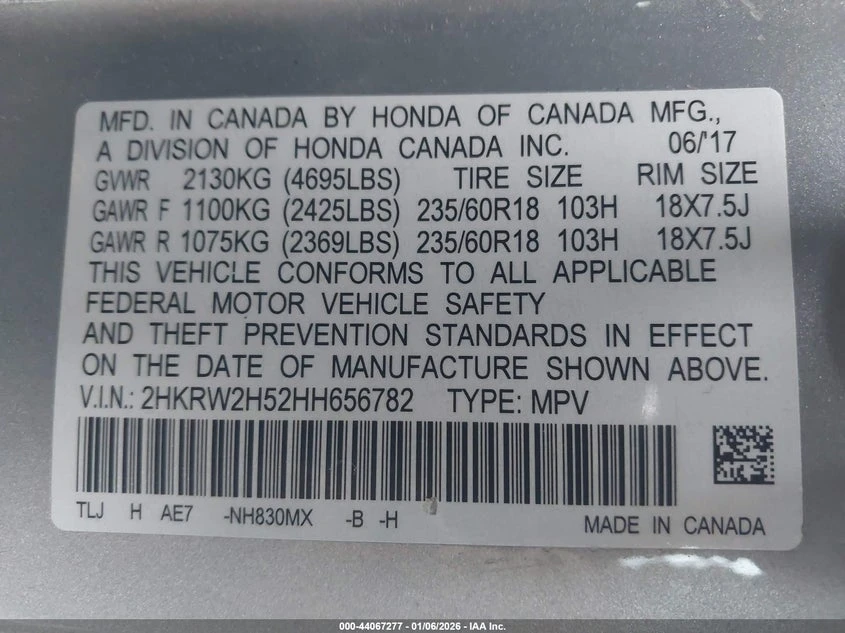 MFD. IN CANADA BY HONDA OF CANADA MFG.,
A DIVISION OF HONDA CANADA INC. 06/'17
GVWR 2130KG (4695LBS) TIRE SIZE RIM SIZE
GAWR F 1100KG (2425LBS) 235/60R18 103H 18X7.5J
GAWR R 1075KG (2369LBS) 235/60R18 103H 18X7.5J
THIS VEHICLE CONFORMS TO ALL APPLICABLE
FEDERAL MOTOR VEHICLE SAFETY
AND THEFT PREVENTION STANDARDS IN EFFECT
ON THE DATE OF MANUFACTURE SHOWN ABOVE.
V.I.N.: 2HKRW2H52HH656782 TYPE: MPV
TLJ H AE7 -NH830MX -B -H MADE IN CANADA
000-44067277 - 01/06/2026 - IAA Inc.